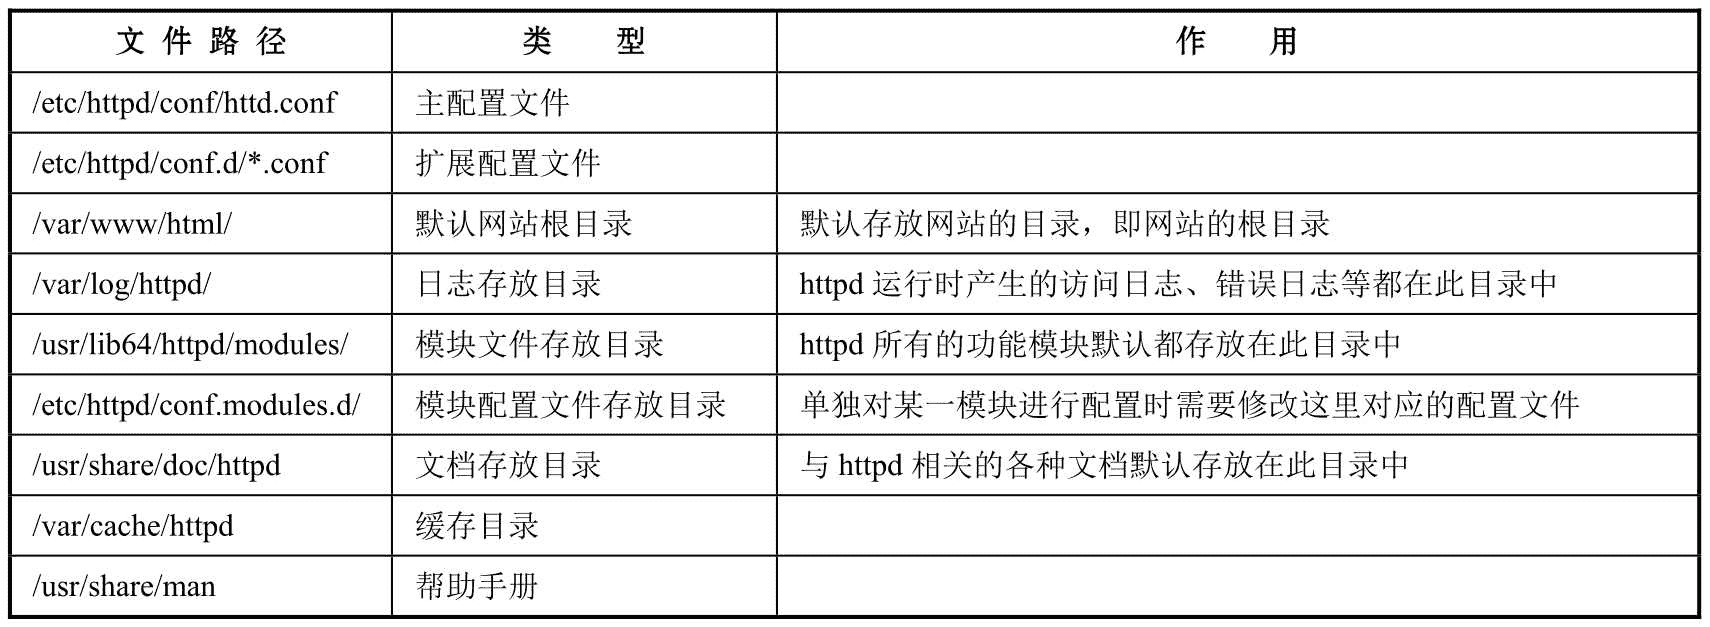 文件路径 类型 作用
/etc/httpd/conf/httd.conf 主配置文件
/etc/httpd/conf.d/*.conf 扩展配置文件
/var/www/html/ 默认网站根目录 默认存放网站的目录，即网站的根目录
/var/log/httpd/ 日志存放目录 httpd 运行时产生的访问日志、错误日志等都在此目录中
/usr/lib64/httpd/modules/ 模块文件存放目录 httpd 所有的功能模块默认都存放在此目录中
/etc/httpd/conf.modules.d/ 模块配置文件存放目录 单独对某一模块进行配置时需要修改这里对应的配置文件
/usr/share/doc/httpd 文档存放目录 与 httpd 相关的各种文档默认存放在此目录中
/var/cache/httpd 缓存目录
/usr/share/man 帮助手册